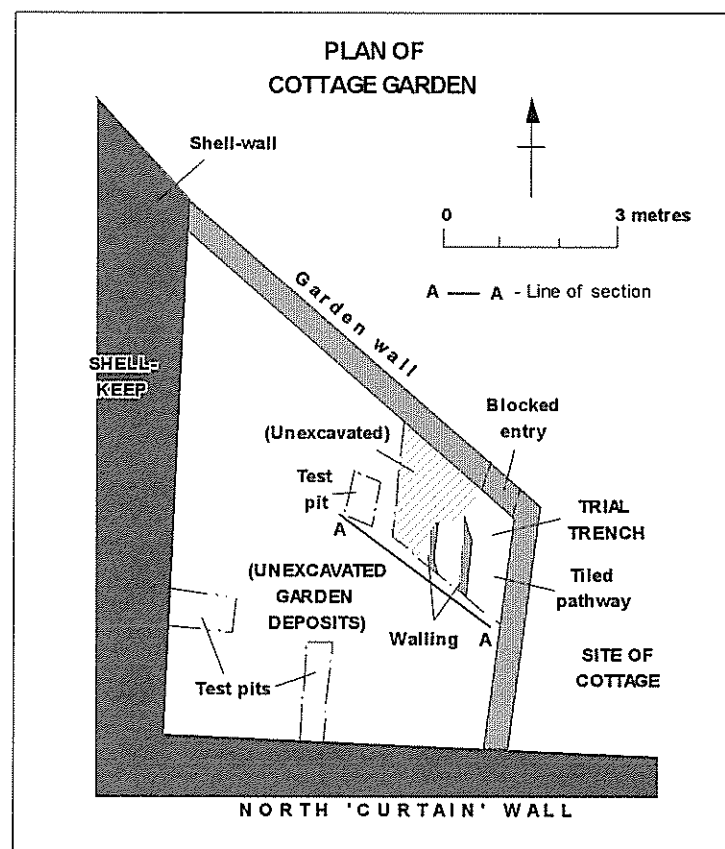 PLAN OF
COTTAGE GARDEN
Shell-wall
0 3 metres
A — A - Line of section
Garden wall
SHELL-
KEEP
Blocked
entry
(Unexcavated)
Test
pit
TRIAL
TRENCH
A
(UNEXCAVATED
GARDEN
DEPOSITS)
Tiled
pathway
Walling
A
SITE OF
COTTAGE
Test pits
NORTH 'CURTAIN' WALL